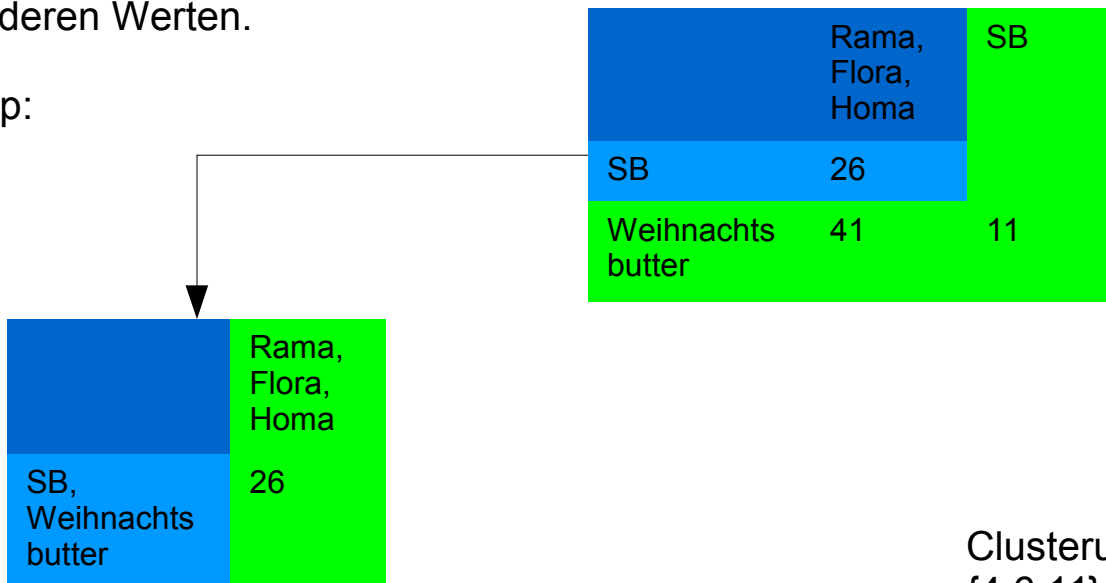 deren Werten.
p:
Rama, SB
Flora,
Homa
SB 26
Weihnachts 41 11
butter
Rama,
Flora,
Homa
SB, 26
Weihnachts
butter
Cluster